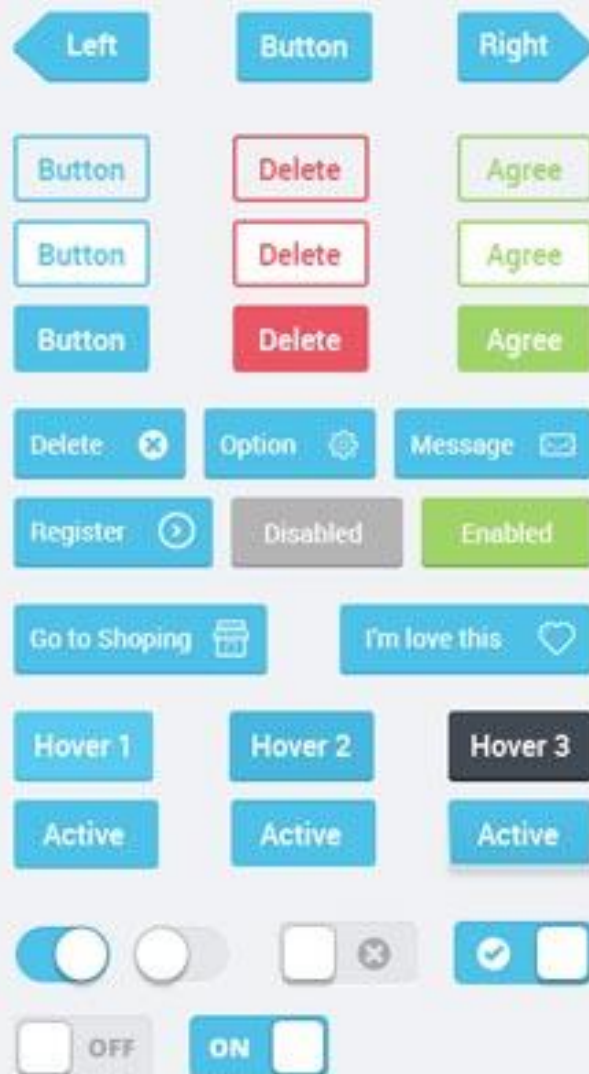 Left Button Right
Button Delete Agree
Button Delete Agree
Button Delete Agree
Delete Option Message
Register Disabled Enabled
Go to Shoping I'm love this
Hover 1 Hover 2 Hover 3
Active Active Active
OFF ON